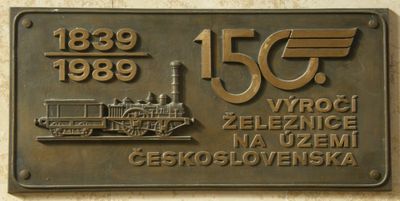 1839
1989
150.
VÝROČÍ
ŽELEZNICE
NA ÚZEMÍ
ČESKOSLOVENSKA